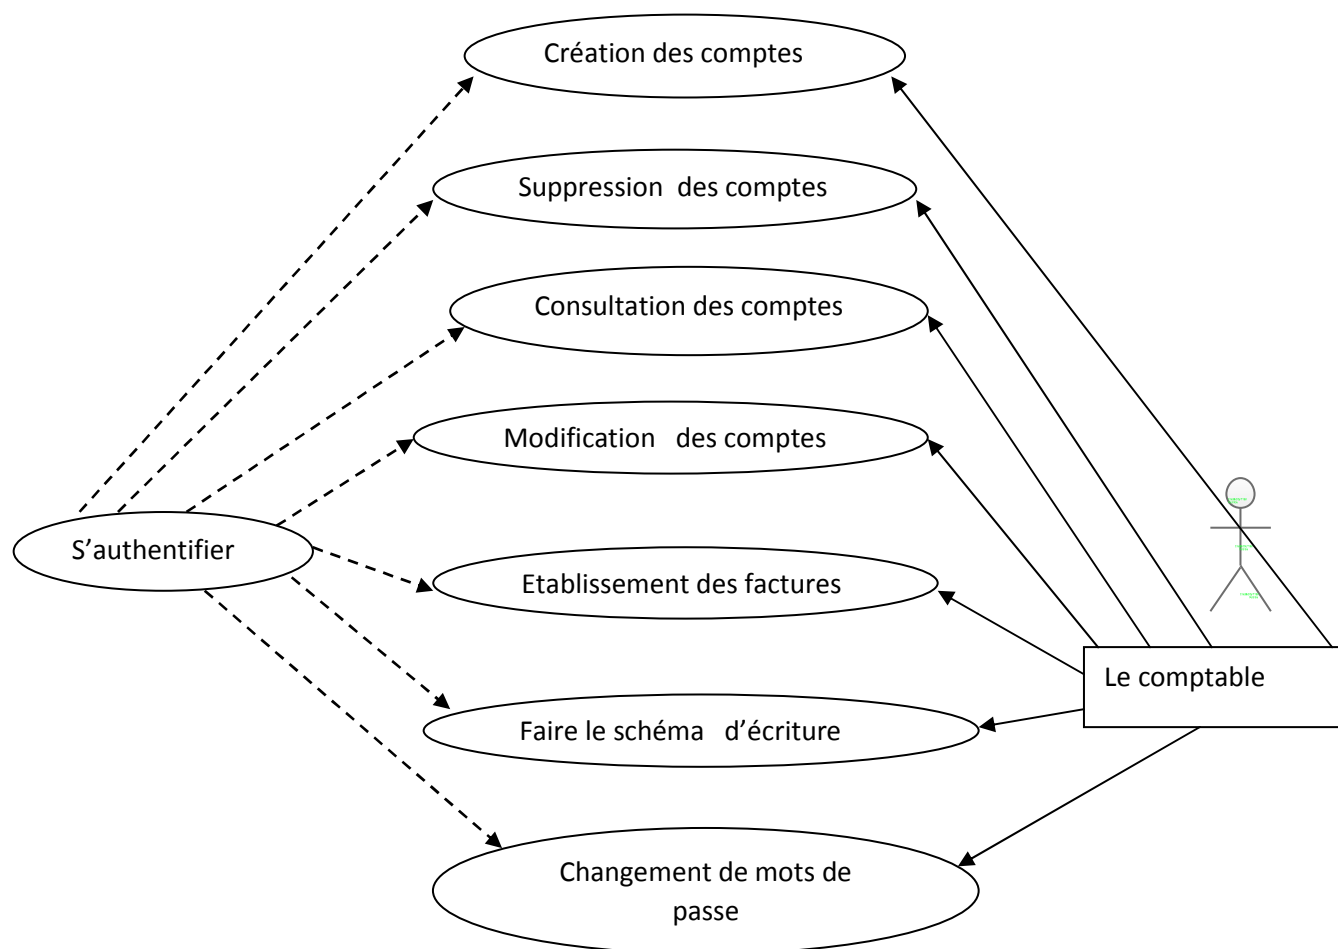 Création des comptes
Suppression  des comptes
Consultation des comptes
Modification   des comptes
S’authentifier
Etablissement des factures
Le comptable
Faire le schéma   d’écriture
Changement de mots de
passe